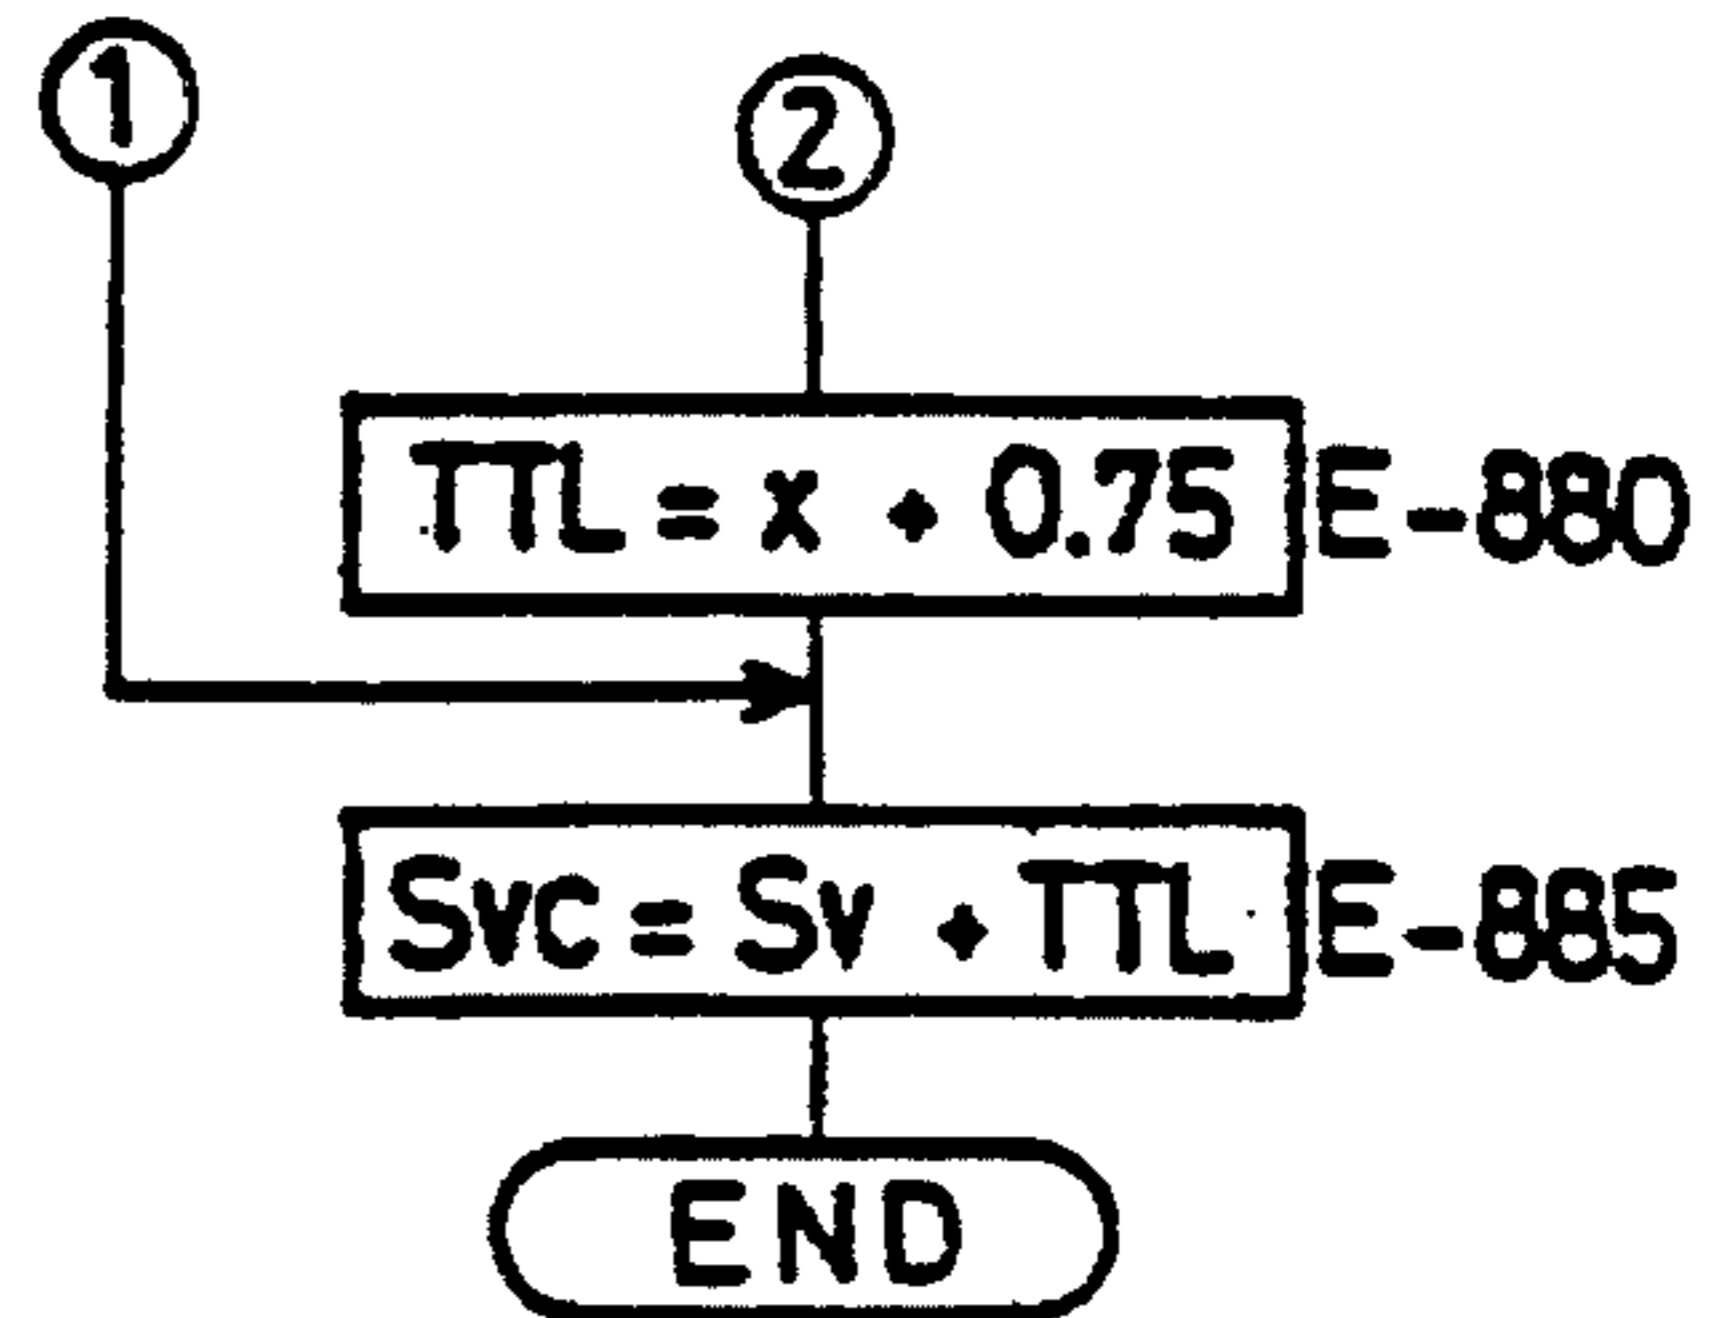 1
2
TTL = x + 0.75 E-880
Svc = Sv + TTL E-885
END